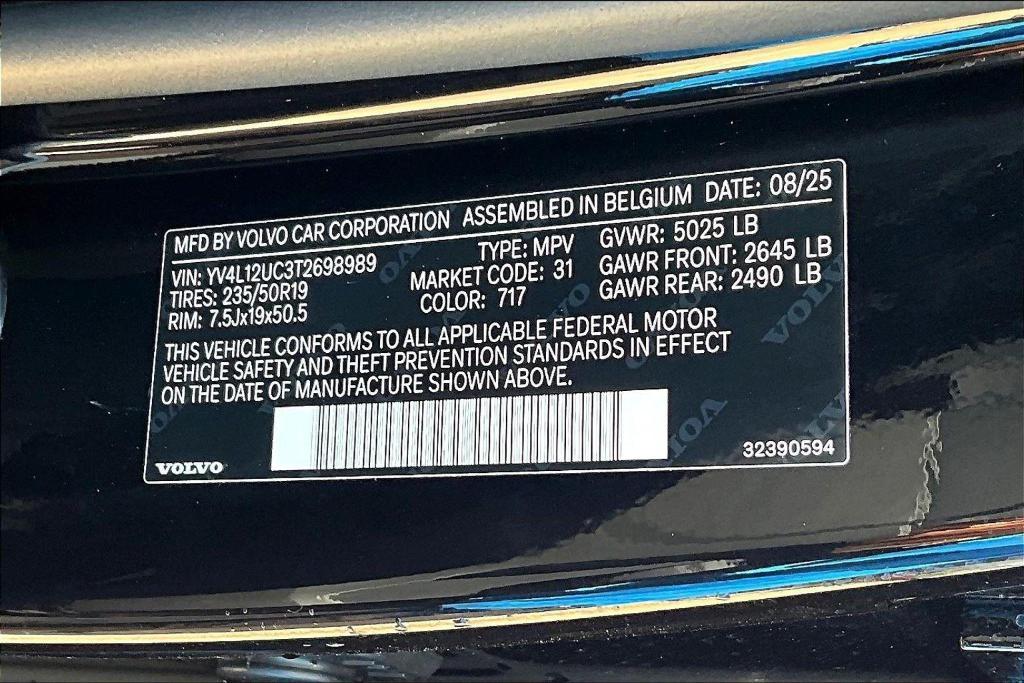 MFD BY VOLVO CAR CORPORATION ASSEMBLED IN BELGIUM DATE: 08/25
VIN: YV4L12UC3T2698989 TYPE: MPV GVWR: 5025 LB
TIRES: 235/50R19 MARKET CODE: 31 GAWR FRONT: 2645 LB
RIM: 7.5Jx19x50.5 COLOR: 717 GAWR REAR: 2490 LB
THIS VEHICLE CONFORMS TO ALL APPLICABLE FEDERAL MOTOR
VEHICLE SAFETY AND THEFT PREVENTION STANDARDS IN EFFECT
ON THE DATE OF MANUFACTURE SHOWN ABOVE.
VOLVO 32390594